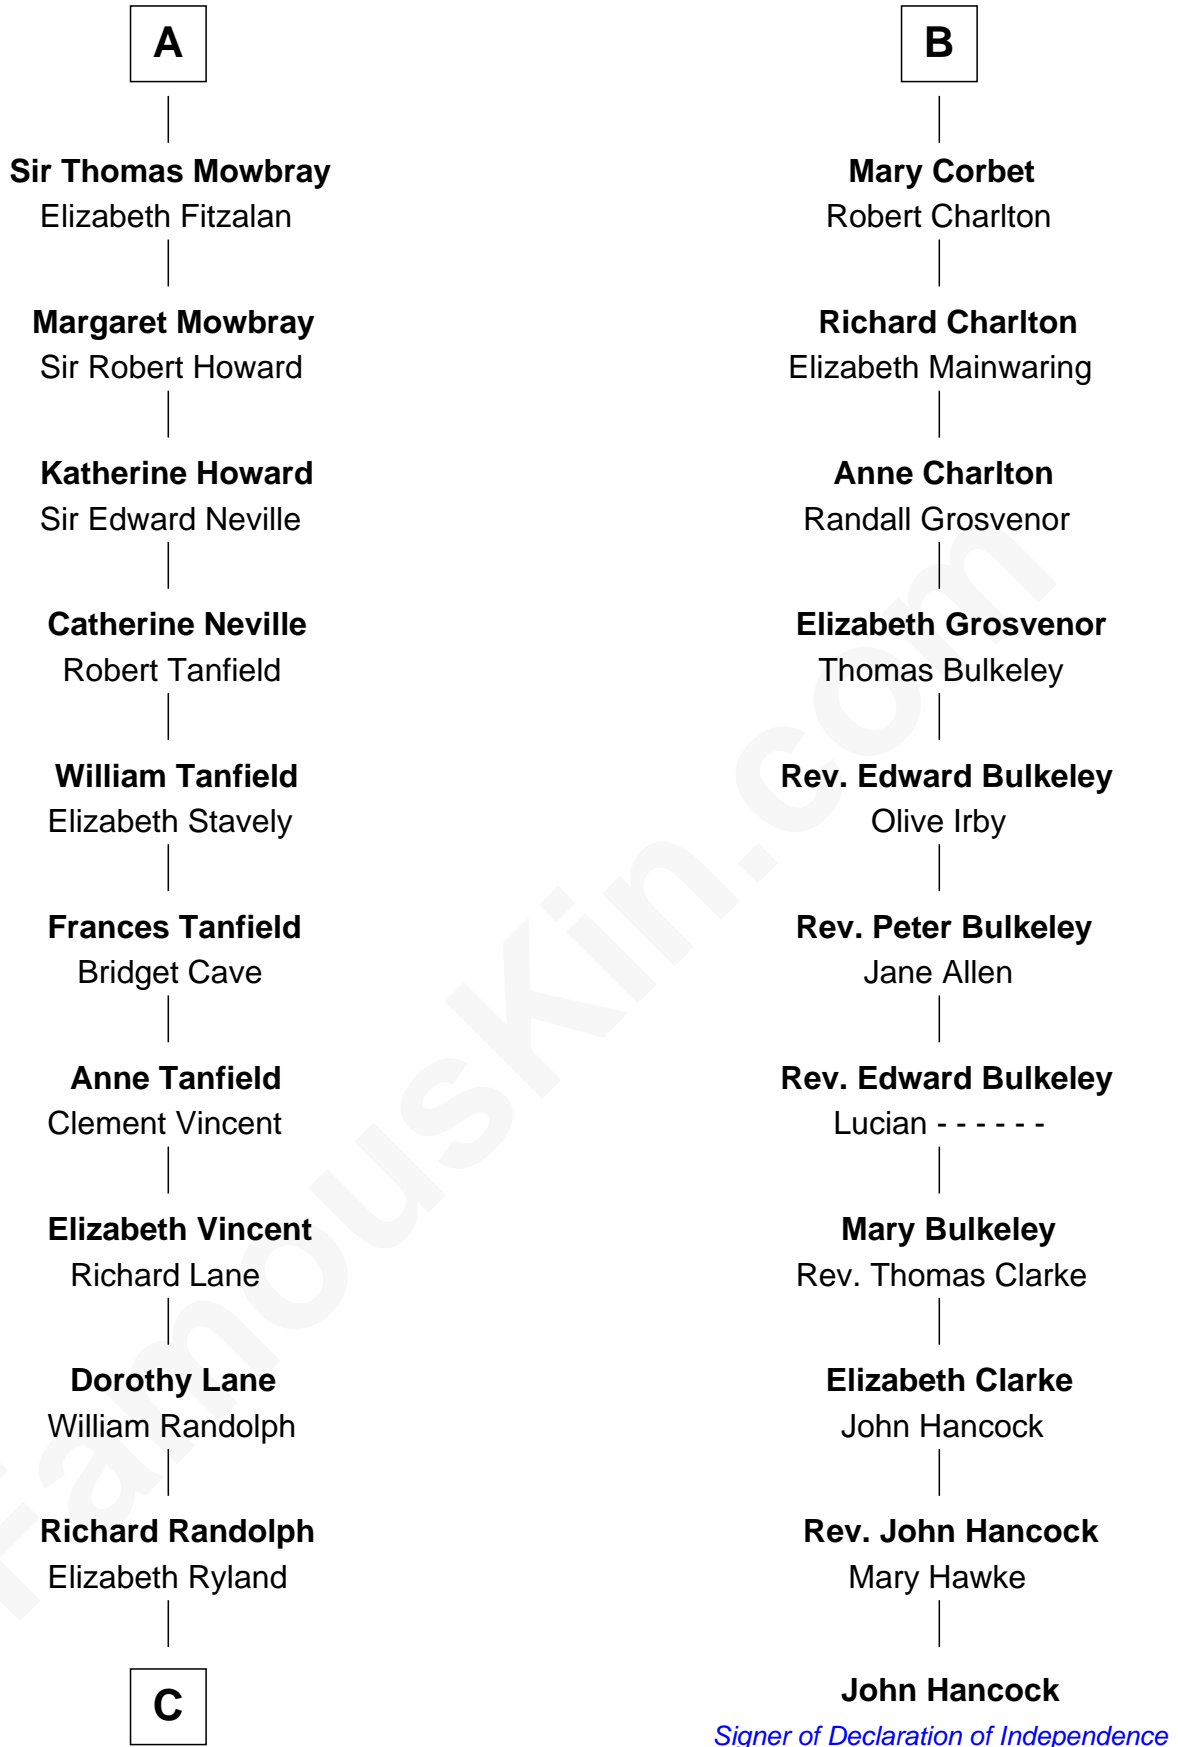 A
Sir Thomas Mowbray
Elizabeth Fitzalan
Margaret Mowbray
Sir Robert Howard
Katherine Howard
Sir Edward Neville
Catherine Neville
Robert Tanfield
William Tanfield
Elizabeth Stavely
Frances Tanfield
Bridget Cave
Anne Tanfield
Clement Vincent
Elizabeth Vincent
Richard Lane
Dorothy Lane
William Randolph
Richard Randolph
Elizabeth Ryland
C
B
Mary Corbet
Robert Charlton
Richard Charlton
Elizabeth Mainwaring
Anne Charlton
Randall Grosvenor
Elizabeth Grosvenor
Thomas Bulkeley
Rev. Edward Bulkeley
Olive Irby
Rev. Peter Bulkeley
Jane Allen
Rev. Edward Bulkeley
Lucian - - - - - -
Mary Bulkeley
Rev. Thomas Clarke
Elizabeth Clarke
John Hancock
Rev. John Hancock
Mary Hawke
John Hancock
Signer of Declaration of Independence
FamousKin.com